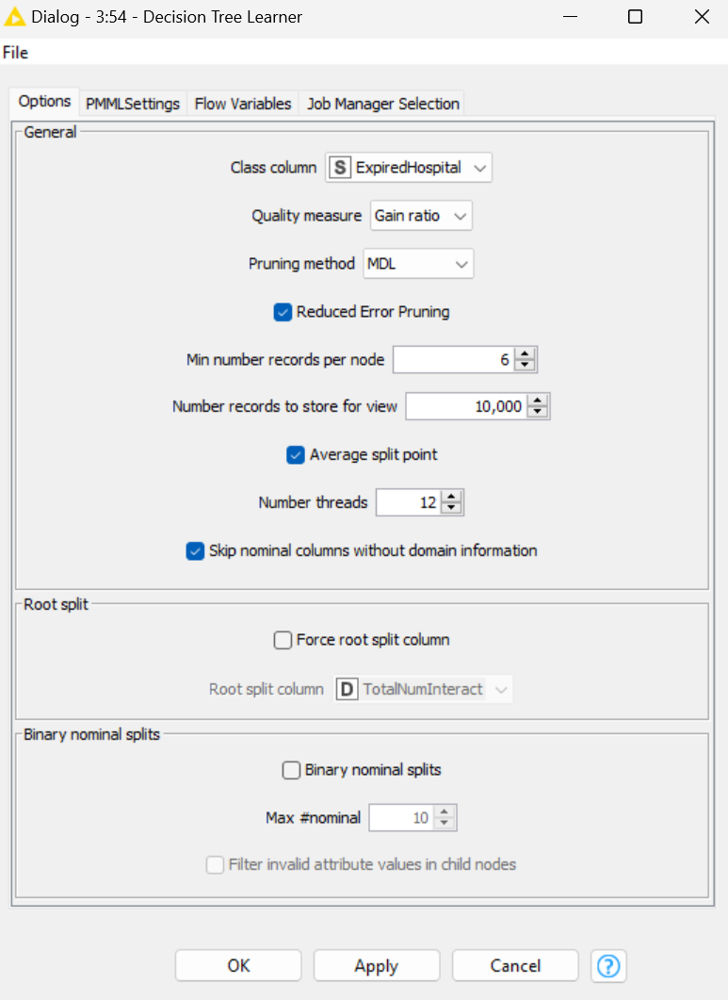 Dialog - 3:54 - Decision Tree Learner
File
Options PMMLSettings Flow Variables Job Manager Selection
General
Class column S ExpiredHospital
Quality measure Gain ratio
Pruning method MDL
Reduced Error Pruning
Min number records per node 6
Number records to store for view 10,000
Average split point
Number threads 12
Skip nominal columns without domain information
Root split
Force root split column
Root split column D TotalNumInteract
Binary nominal splits
Binary nominal splits
Max #nominal 10
Filter invalid attribute values in child nodes
OK Apply Cancel ?